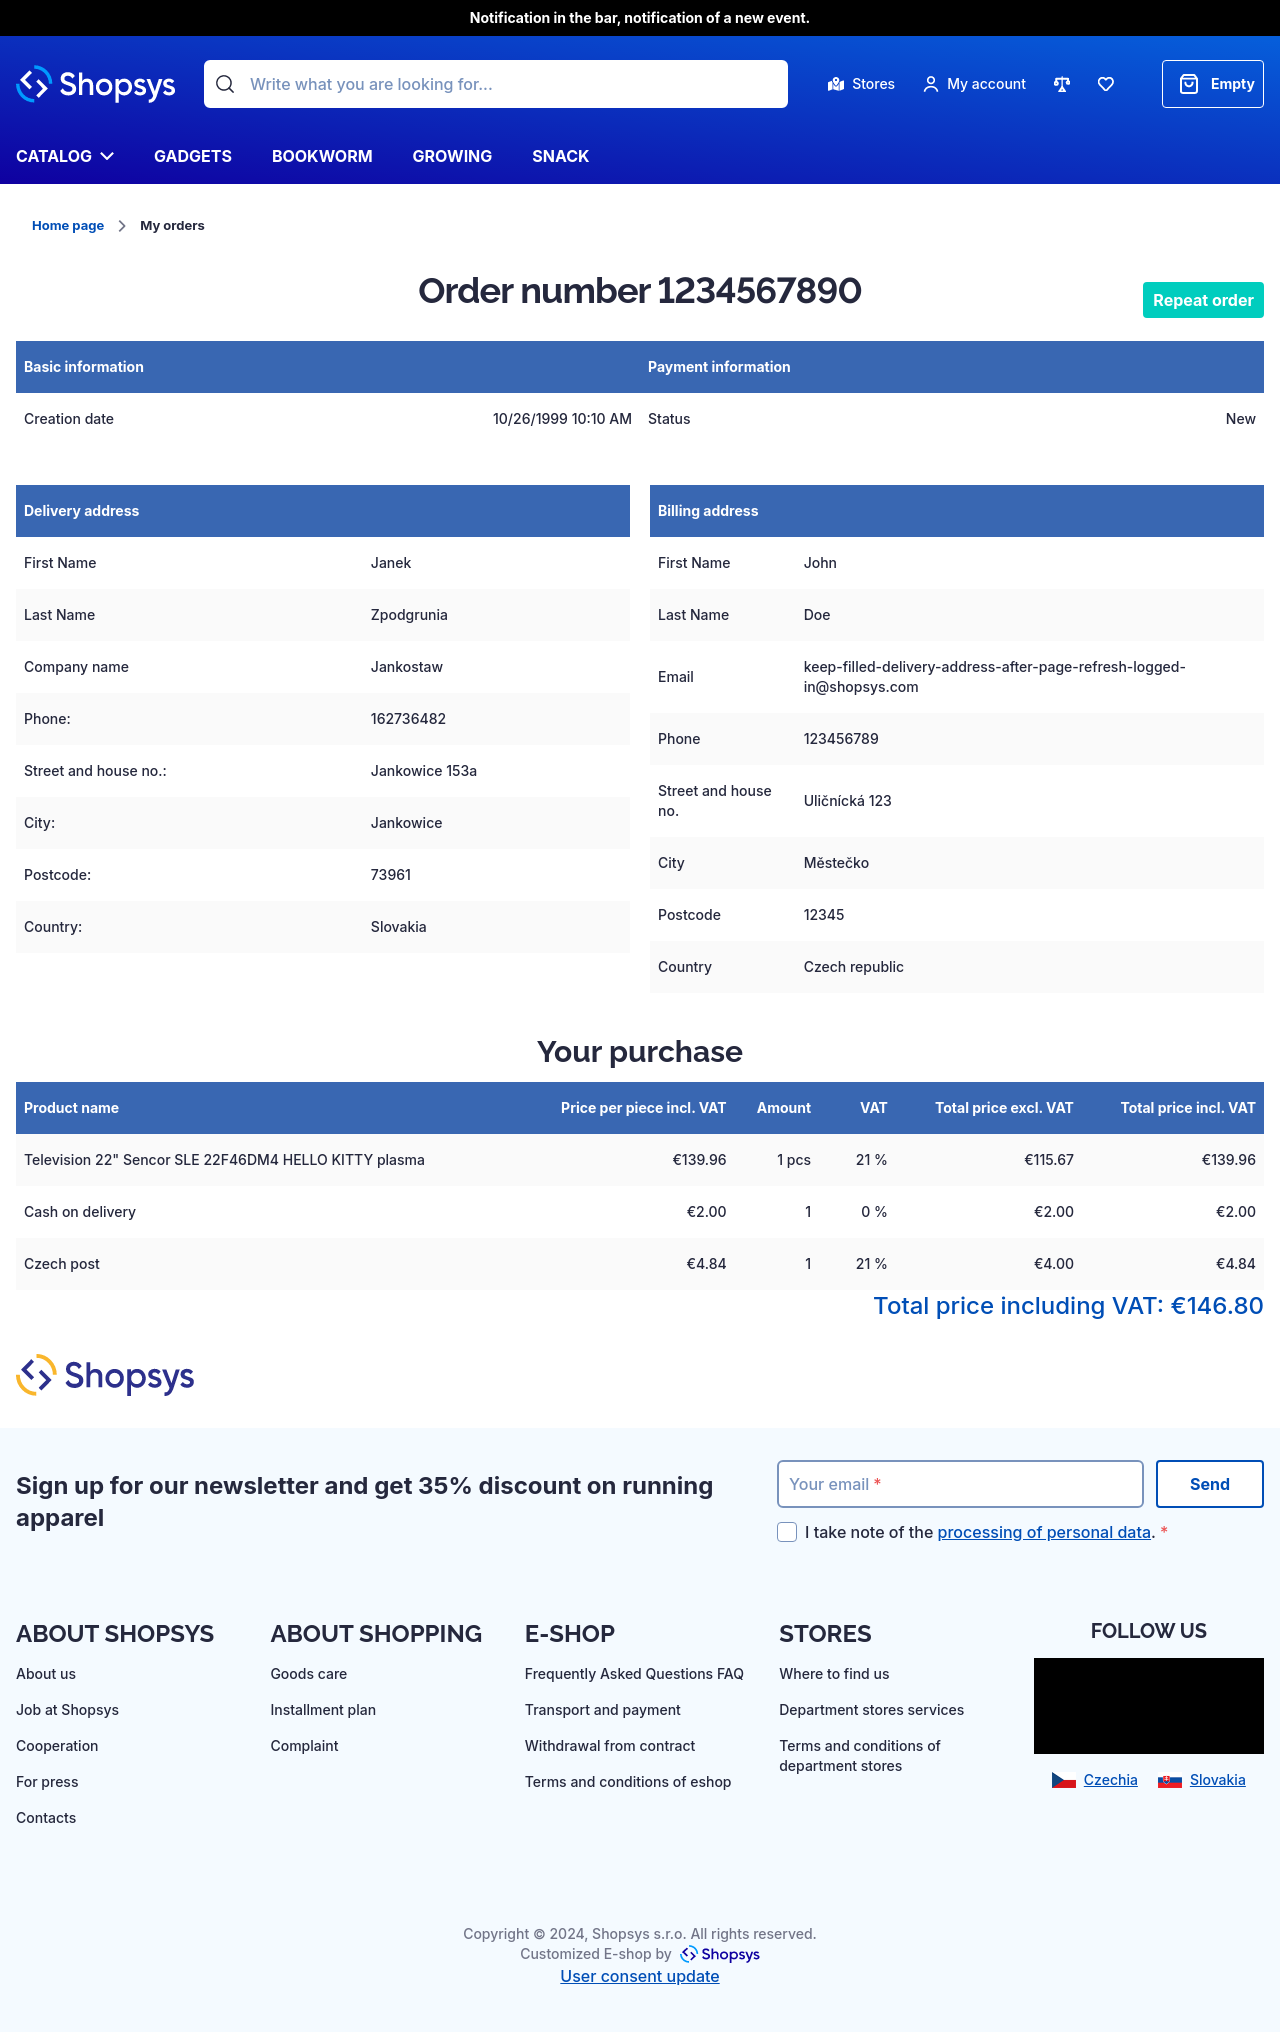 Notification in the bar, notification of a new event.
Shopsys
Write what you are looking for...
Stores
My account
Empty
CATALOG
GADGETS
BOOKWORM
GROWING
SNACK
Home page
My orders
Order number 1234567890
Repeat order
Basic information
Payment information
Creation date 10/26/1999 10:10 AM
Status New
Delivery address
First Name Janek
Last Name Zpodgrunia
Company name Jankostaw
Phone: 162736482
Street and house no.: Jankowice 153a
City: Jankowice
Postcode: 73961
Country: Slovakia
Billing address
First Name John
Last Name Doe
Email keep-filled-delivery-address-after-page-refresh-logged-
in@shopsys.com
Phone 123456789
Street and house
no.
Uličnícká 123
City Městečko
Postcode 12345
Country Czech republic
Your purchase
Product name Price per piece incl. VAT Amount VAT Total price excl. VAT Total price incl. VAT
Television 22" Sencor SLE 22F46DM4 HELLO KITTY plasma €139.96 1 pcs 21 % €115.67 €139.96
Cash on delivery €2.00 1 0 % €2.00 €2.00
Czech post €4.84 1 21 % €4.00 €4.84
Total price including VAT: €146.80
Shopsys
Sign up for our newsletter and get 35% discount on running
apparel
Your email *
Send
I take note of the processing of personal data. *
ABOUT SHOPSYS
About us
Job at Shopsys
Cooperation
For press
Contacts
ABOUT SHOPPING
Goods care
Installment plan
Complaint
E-SHOP
Frequently Asked Questions FAQ
Transport and payment
Withdrawal from contract
Terms and conditions of eshop
STORES
Where to find us
Department stores services
Terms and conditions of
department stores
FOLLOW US
Czechia
Slovakia
Copyright © 2024, Shopsys s.r.o. All rights reserved.
Customized E-shop by Shopsys
User consent update